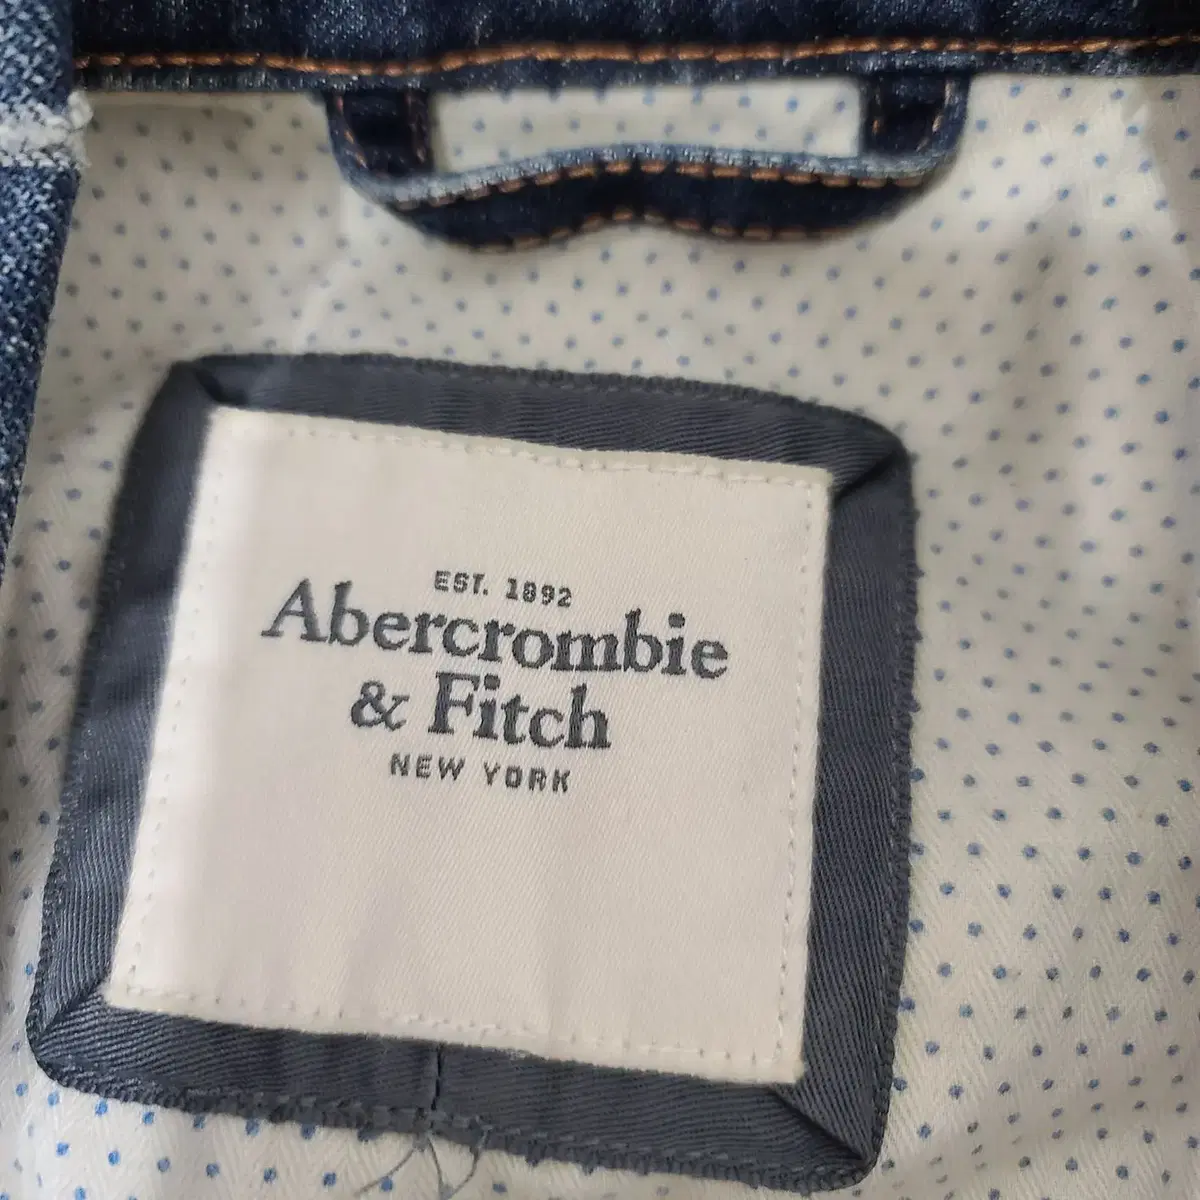 EST. 1892
Abercrombie
& Fitch
NEW YORK